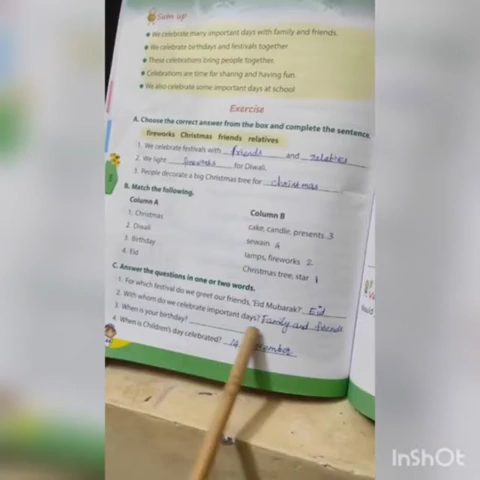 Sum up
We celebrate many important days with family and friends.
We celebrate birthdays and festivals together
These celebrations bring people together.
Celebrations are time for sharing and having fun.
We also celebrate some important days at school
Exercise
A. Choose the correct answer from the box and complete the sentence.
fireworks Christmas friends relatives
1. We celebrate festivals with friends and relatives
2. We light fireworks for Diwali.
3. People decorate a big Christmas tree for christmas
B. Match the following.
Column A Column B
1. Christmas cake, candle, presents 3
2. Diwali sewain 4
3. Birthday lamps, fireworks 2
4. Eid Christmas tree, star 1
C. Answer the questions in one or two words.
1. For which festival do we greet our friends, 'Eid Mubarak?' Eid
2. With whom do we celebrate important days? Family and friends
3. When is your birthday?
4. When is Children's day celebrated? 14
InShOt